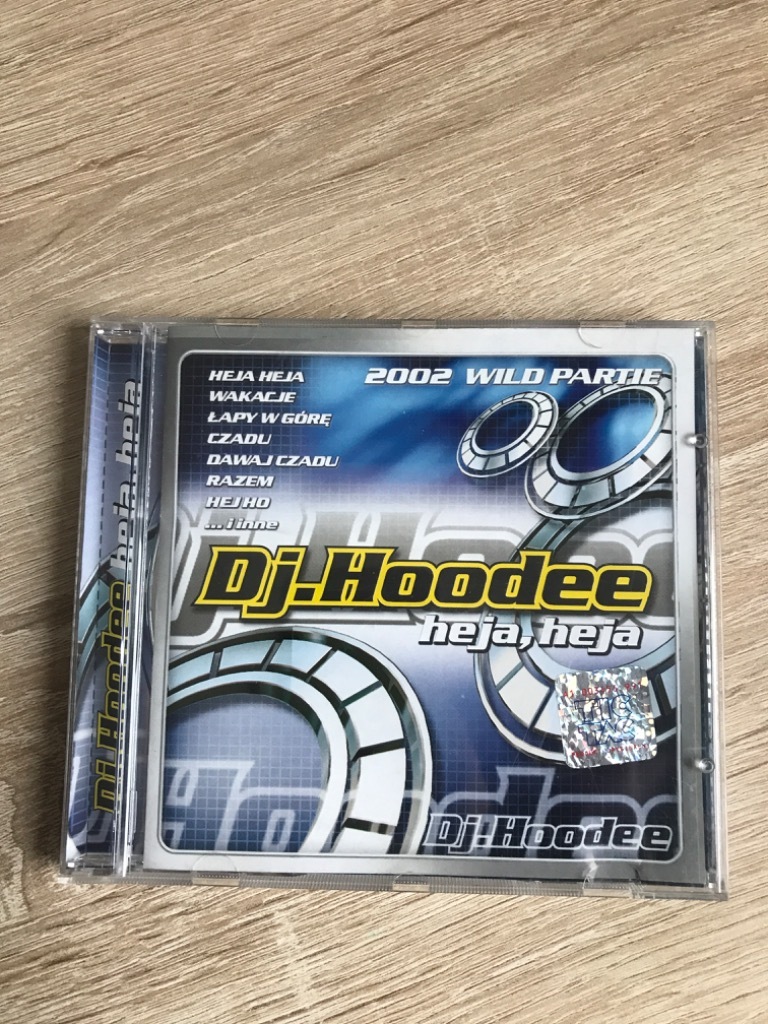 HEJA HEJA
WAKACJE
ŁAPY W GÓRĘ
CZADU
DAWAJ CZADU
RAZEM
HEJ HO
... i inne
2002 WILD PARTIE
Dj.Hoodee
heja, heja
Dj.Hoodee
Dj.Hoodee heja, heja